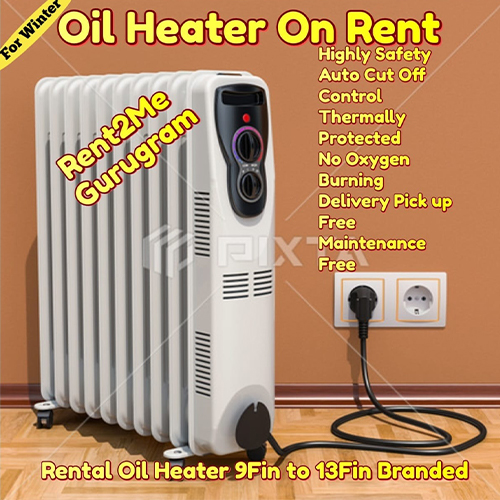 For Winter
Oil Heater On Rent
Highly Safety
Auto Cut Off
Control
Thermally
Protected
No Oxygen
Burning
Delivery Pick up
Free
Maintenance
Free
Rent2Me
Gurugram
PIXTA
Rental Oil Heater 9Fin to 13Fin Branded